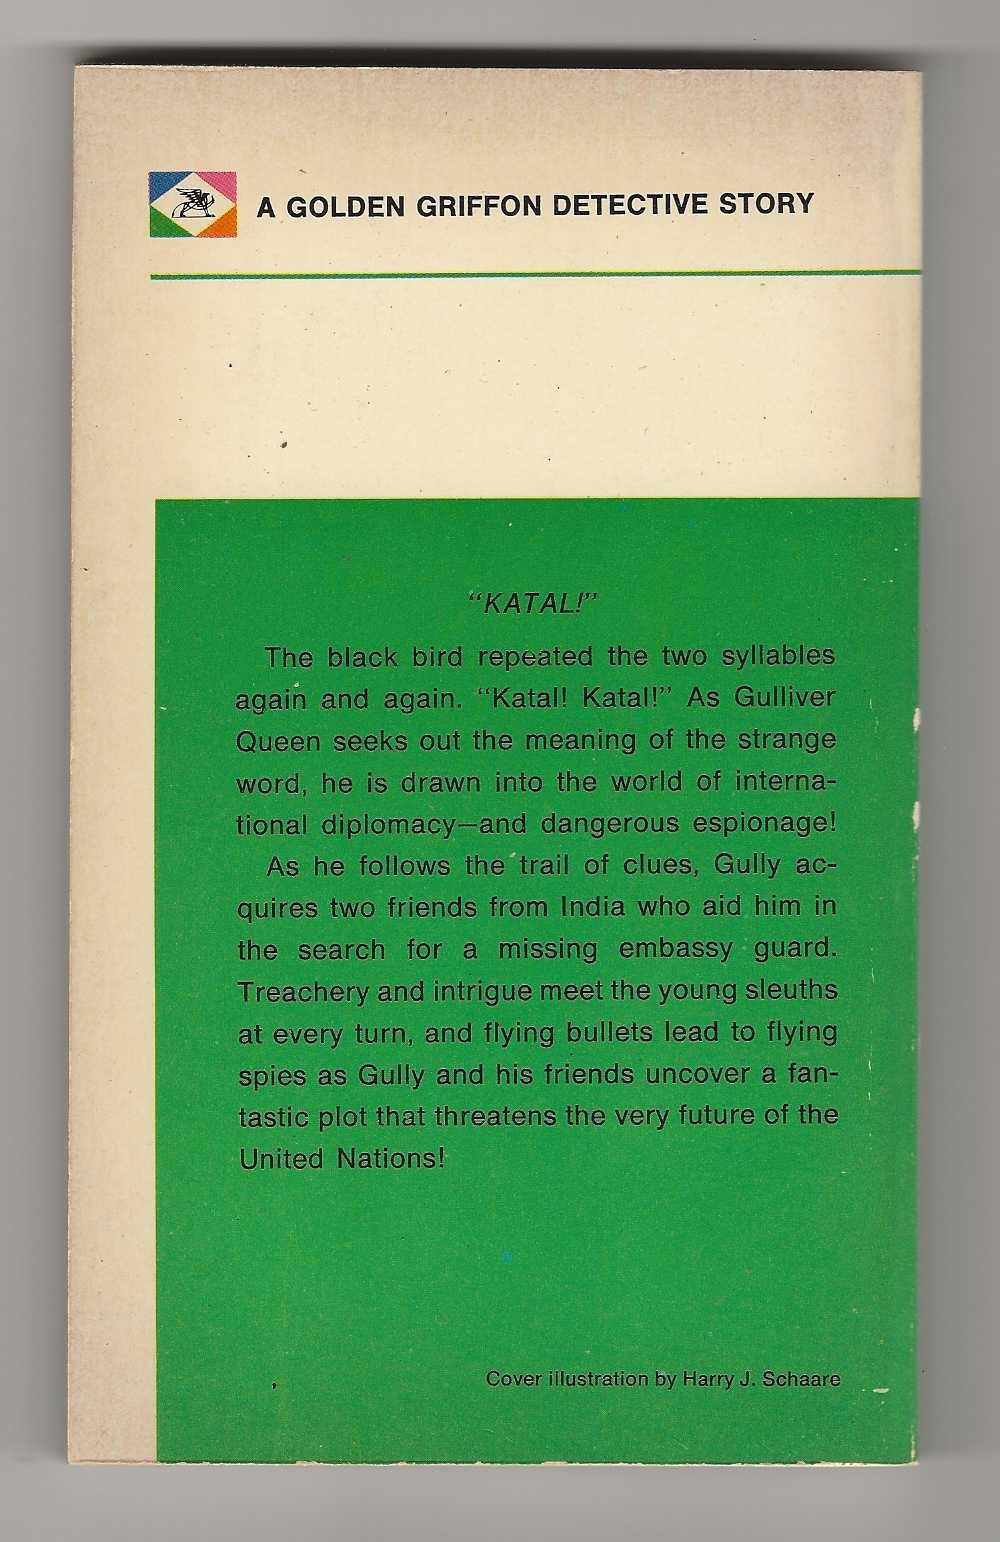 A GOLDEN GRIFFON DETECTIVE STORY
“KATAL!”
The black bird repeated the two syllables
again and again. “Katal! Katal!” As Gulliver
Queen seeks out the meaning of the strange
word, he is drawn into the world of interna-
tional diplomacy—and dangerous espionage!
As he follows the trail of clues, Gully ac-
quires two friends from India who aid him in
the search for a missing embassy guard.
Treachery and intrigue meet the young sleuths
at every turn, and flying bullets lead to flying
spies as Gully and his friends uncover a fan-
tastic plot that threatens the very future of the
United Nations!
Cover illustration by Harry J. Schaare